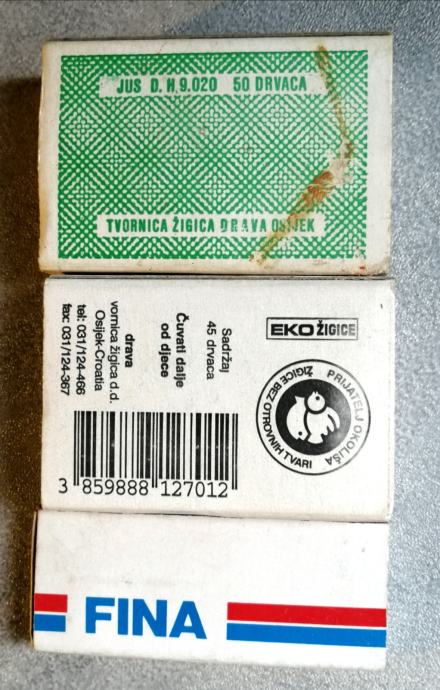 JUS D.H.9.020 50 DRVACA
TVORNICA ŽIGICA DRAVA OSIJEK
EKO ŽIGICE
PRIJATELJ OKOLIŠA
ŽIGICE BEZ OTROVNIH TVARI
Sadržaj
45 drvaca
Čuvati dalje
od djece
drava
vornica žigica d.d.
Osijek-Croatia
tel: 031/124-466
fax: 031/124-367
3 859888 127012
FINA